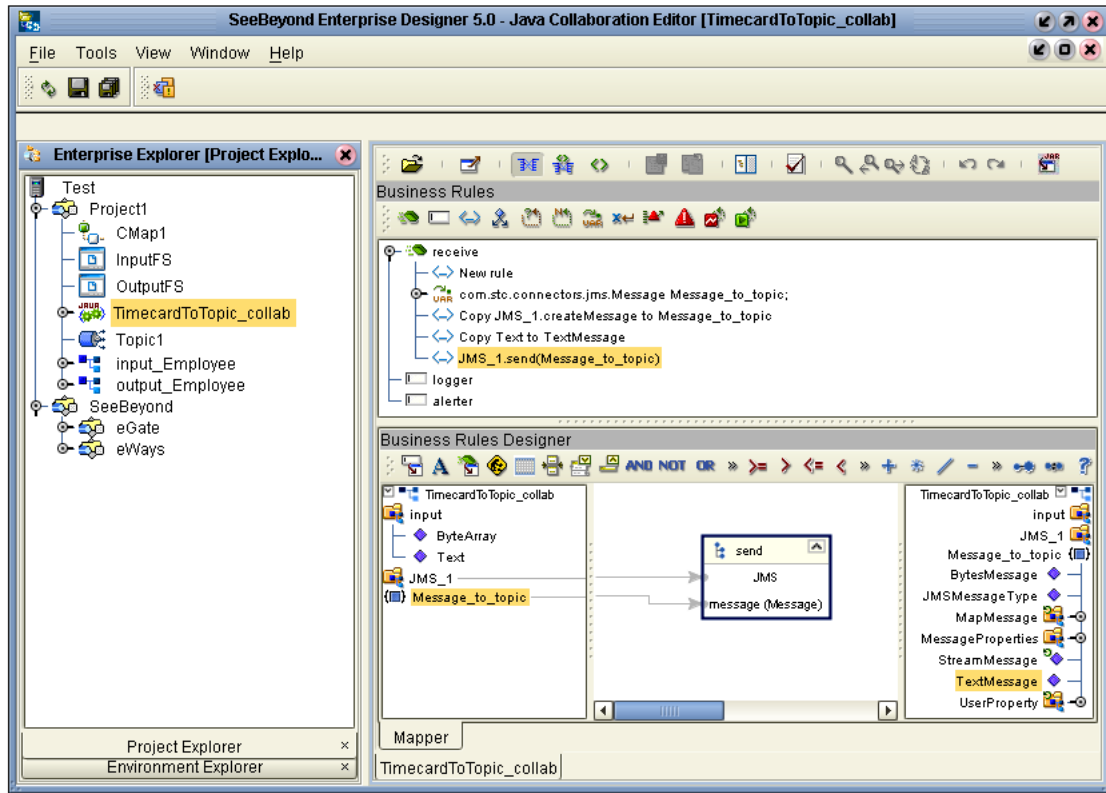 SeeBeyond Enterprise Designer 5.0 - Java Collaboration Editor [TimecardToTopic_collab]
File Tools View Window Help
Enterprise Explorer [Project Explo...
Test
Project1
CMap1
InputFS
OutputFS
JAVA
TimecardToTopic_collab
Topic1
input_Employee
output_Employee
SeeBeyond
eGate
eWays
Project Explorer ×
Environment Explorer ×
JAR
Business Rules
VAR
receive
New rule
VAR com.stc.connectors.jms.Message Message_to_topic;
Copy JMS_1.createMessage to Message_to_topic
Copy Text to TextMessage
JMS_1.send(Message_to_topic)
logger
alerter
Business Rules Designer
A AND NOT OR » >= > <= < » + / - » ?
TimecardToTopic_collab
input
ByteArray
Text
JMS_1
Message_to_topic
send
JMS
message (Message)
TimecardToTopic_collab
input
JMS_1
Message_to_topic
BytesMessage
JMSMessageType
MapMessage
MessageProperties
StreamMessage
TextMessage
UserProperty
Mapper
TimecardToTopic_collab